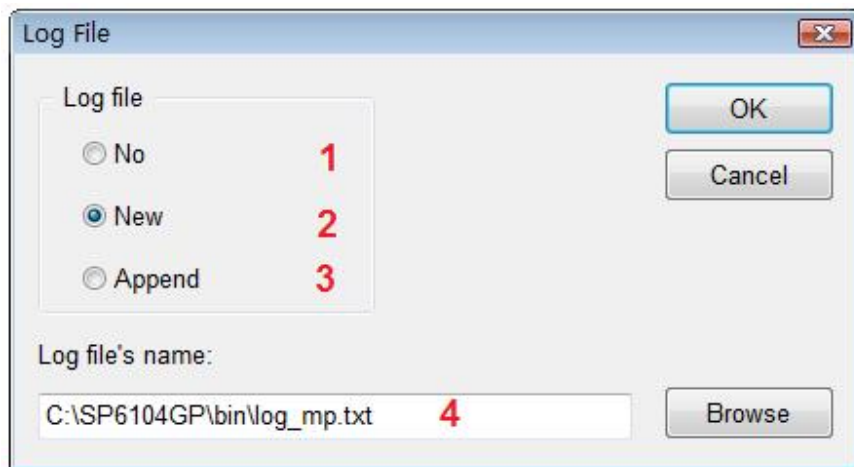 Log File
Log file
No 1
New 2
Append 3
OK
Cancel
Log file's name:
C:\SP6104GP\bin\log_mp.txt 4
Browse